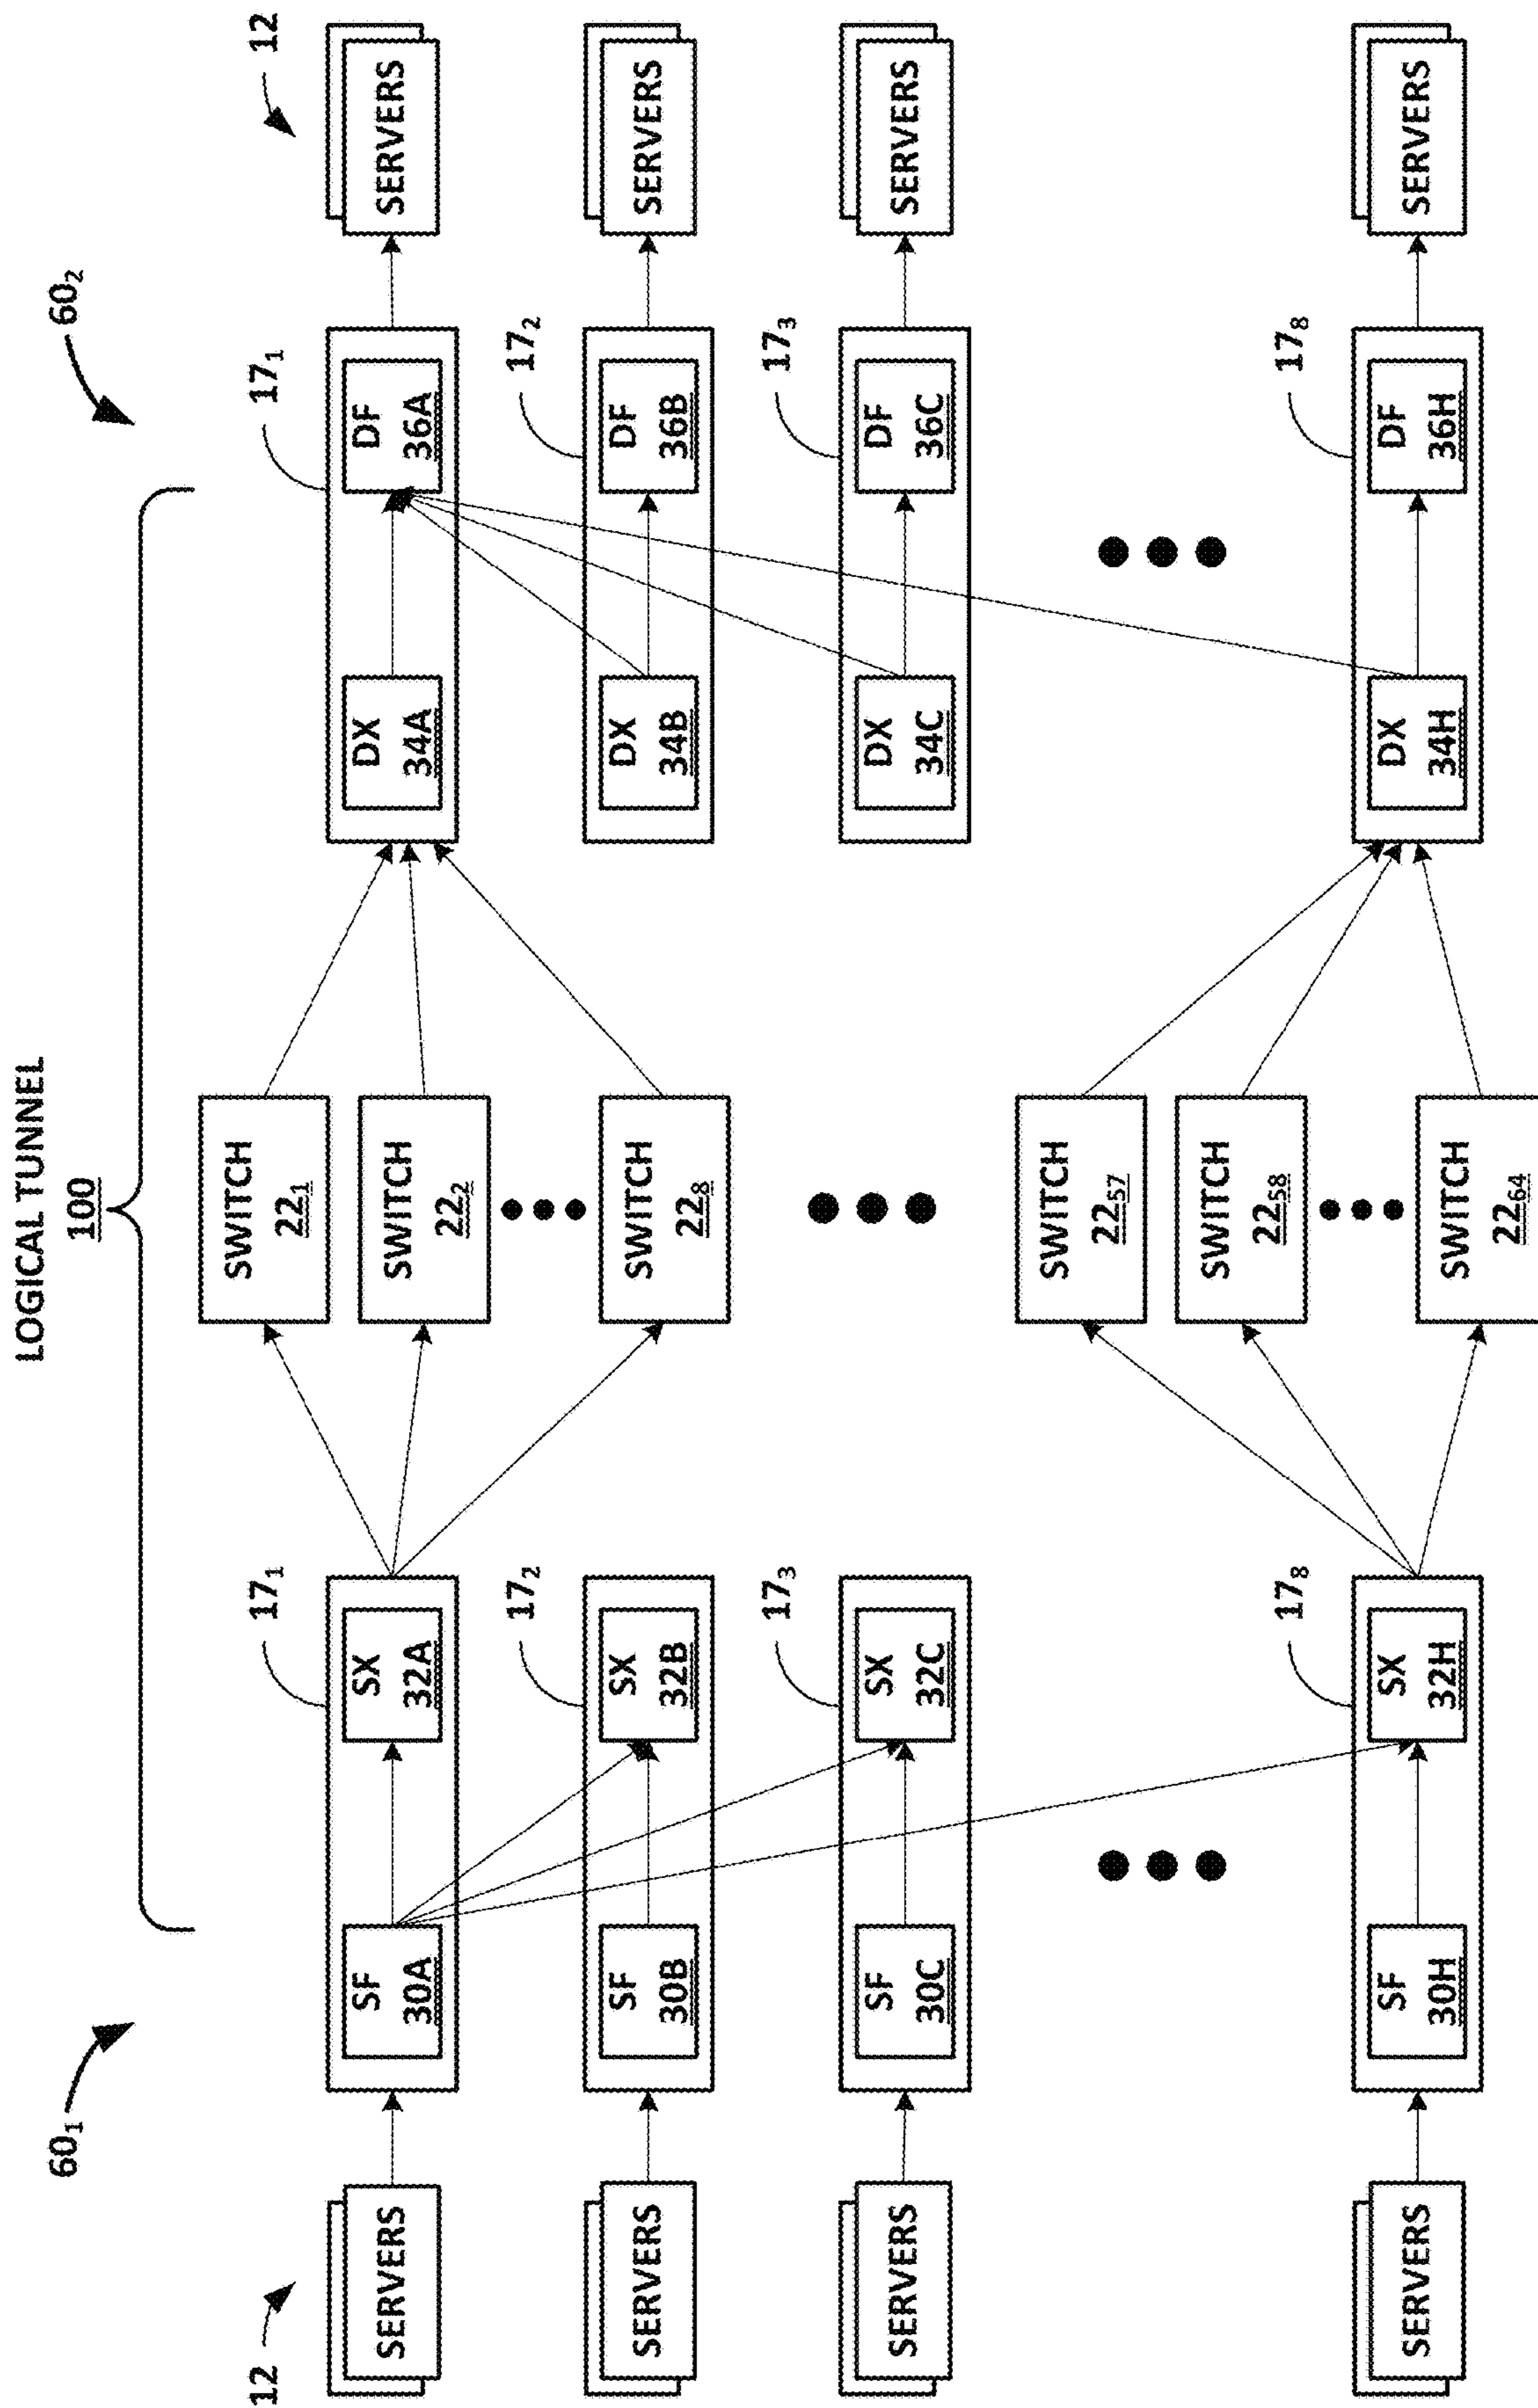 LOGICAL TUNNEL
100
60₁
60₂
12
12
17₁
17₁
SERVERS
SF
30A
SX
32A
SWITCH
22₁
SWITCH
22₂
SWITCH
22₈
DX
34A
DF
36A
SERVERS
17₂
17₂
SERVERS
SF
30B
SX
32B
DX
34B
DF
36B
SERVERS
17₃
17₃
SERVERS
SF
30C
SX
32C
DX
34C
DF
36C
SERVERS
17₈
17₈
SERVERS
SF
30H
SX
32H
SWITCH
22₅₇
SWITCH
22₅₈
SWITCH
22₆₄
DX
34H
DF
36H
SERVERS